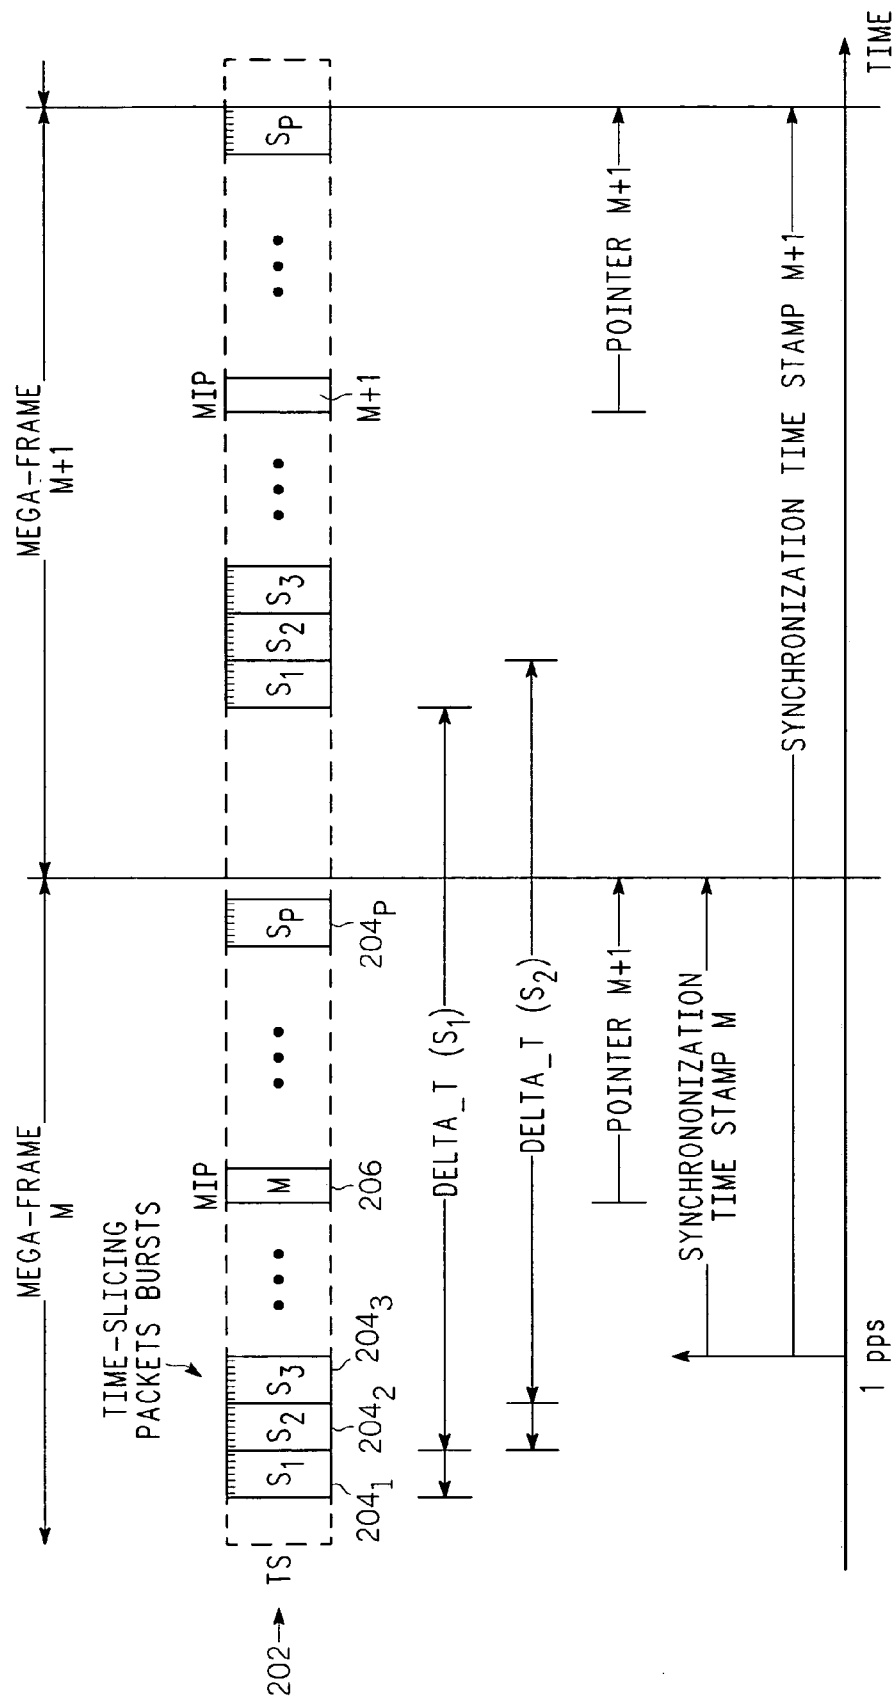 MEGA-FRAME
M
MEGA-FRAME
M+1
TIME-SLICING
PACKETS BURSTS
MIP
MIP
202
TS
S1
S2
S3
M
SP
S1
S2
S3
SP
204₁
204₂
204₃
206
204P
M+1
DELTA_T (S1)
DELTA_T (S2)
POINTER M+1
POINTER M+1
SYNCHRONONIZATION
TIME STAMP M
SYNCHRONIZATION TIME STAMP M+1
1 pps
TIME